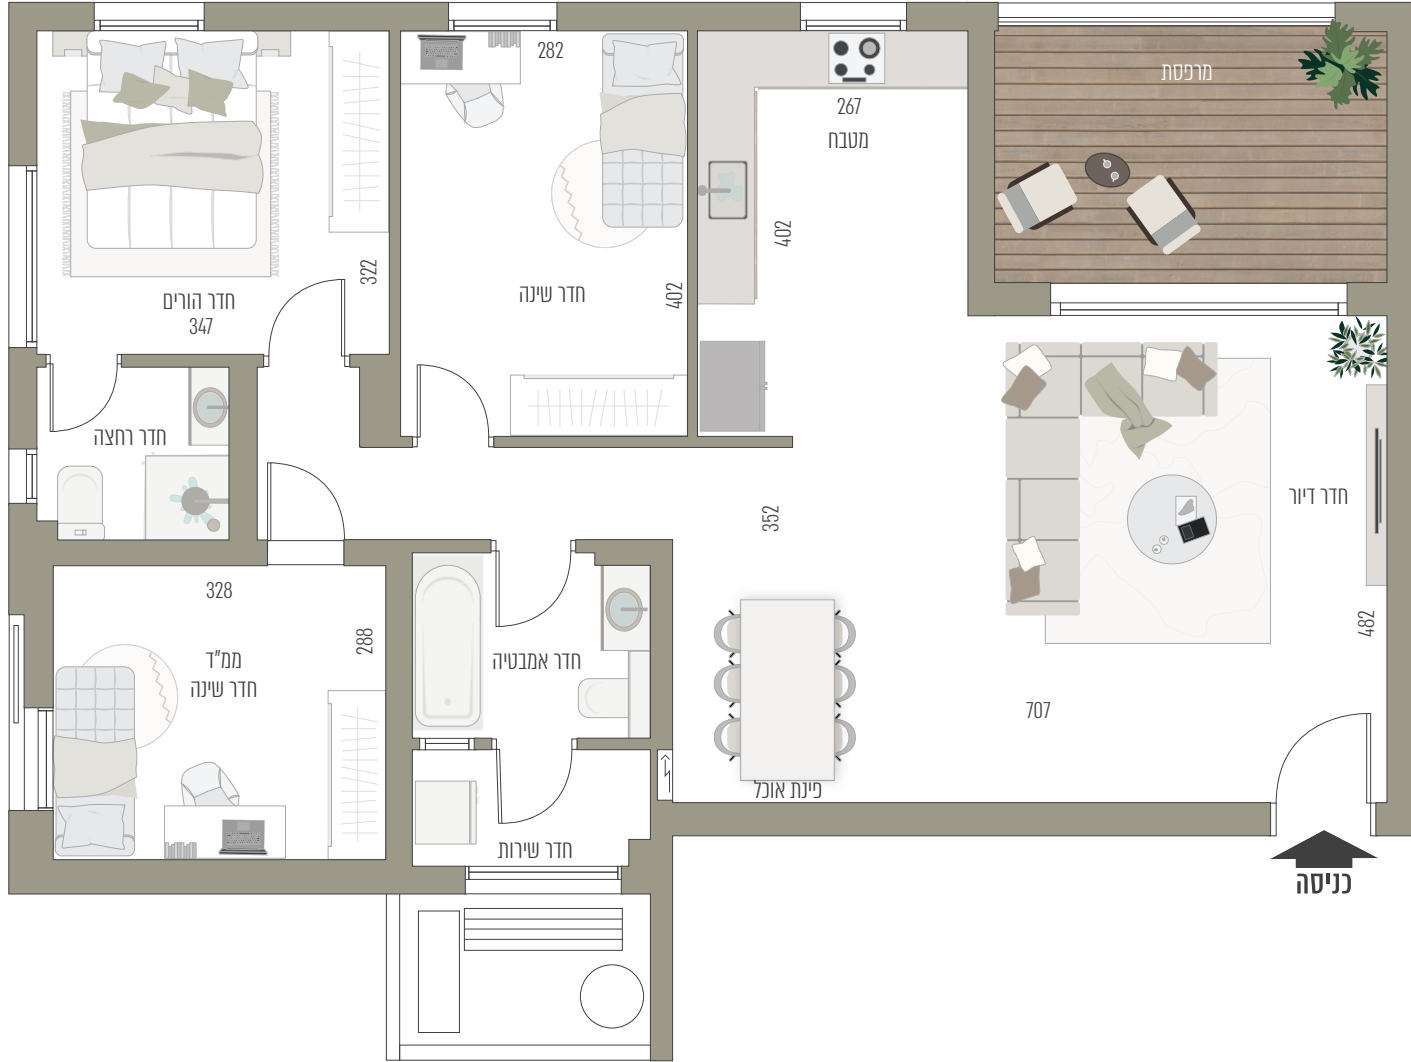 מרפסת
282
267
מטבח
402
322
חדר שינה
402
חדר הורים
347
חדר רחצה
חדר דיור
352
328
288
482
ממ"ד
חדר שינה
חדר אמבטיה
707
פינת אוכל
חדר שירות
כניסה